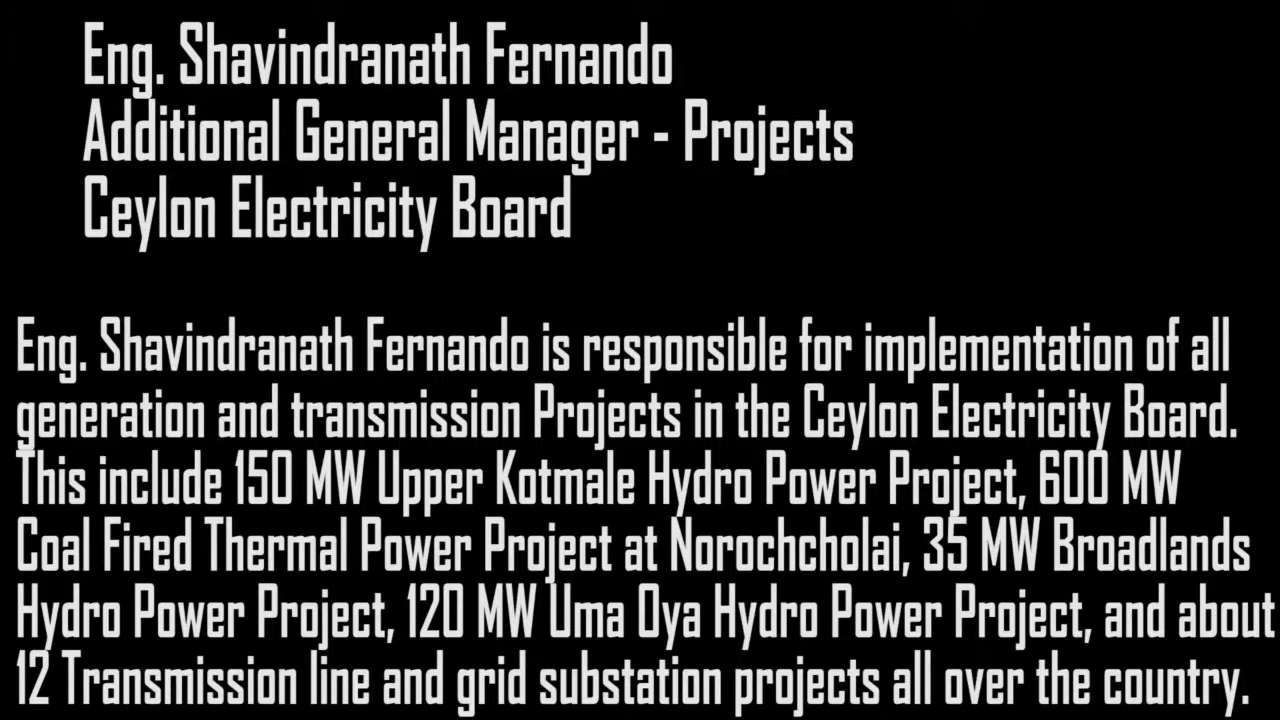 Eng. Shavindranath Fernando
Additional General Manager - Projects
Ceylon Electricity Board
Eng. Shavindranath Fernando is responsible for implementation of all
generation and transmission Projects in the Ceylon Electricity Board.
This include 150 MW Upper Kotmale Hydro Power Project, 600 MW
Coal Fired Thermal Power Project at Norochcholai, 35 MW Broadlands
Hydro Power Project, 120 MW Uma Oya Hydro Power Project, and about
12 Transmission line and grid substation projects all over the country.